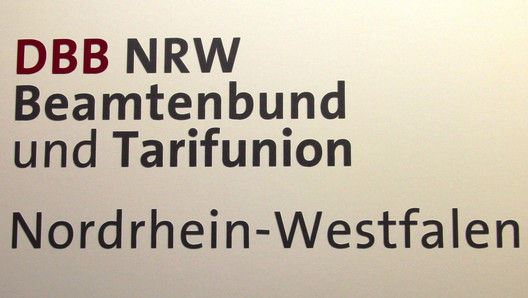 DBB NRW
Beamtenbund
und Tarifunion
Nordrhein-Westfalen